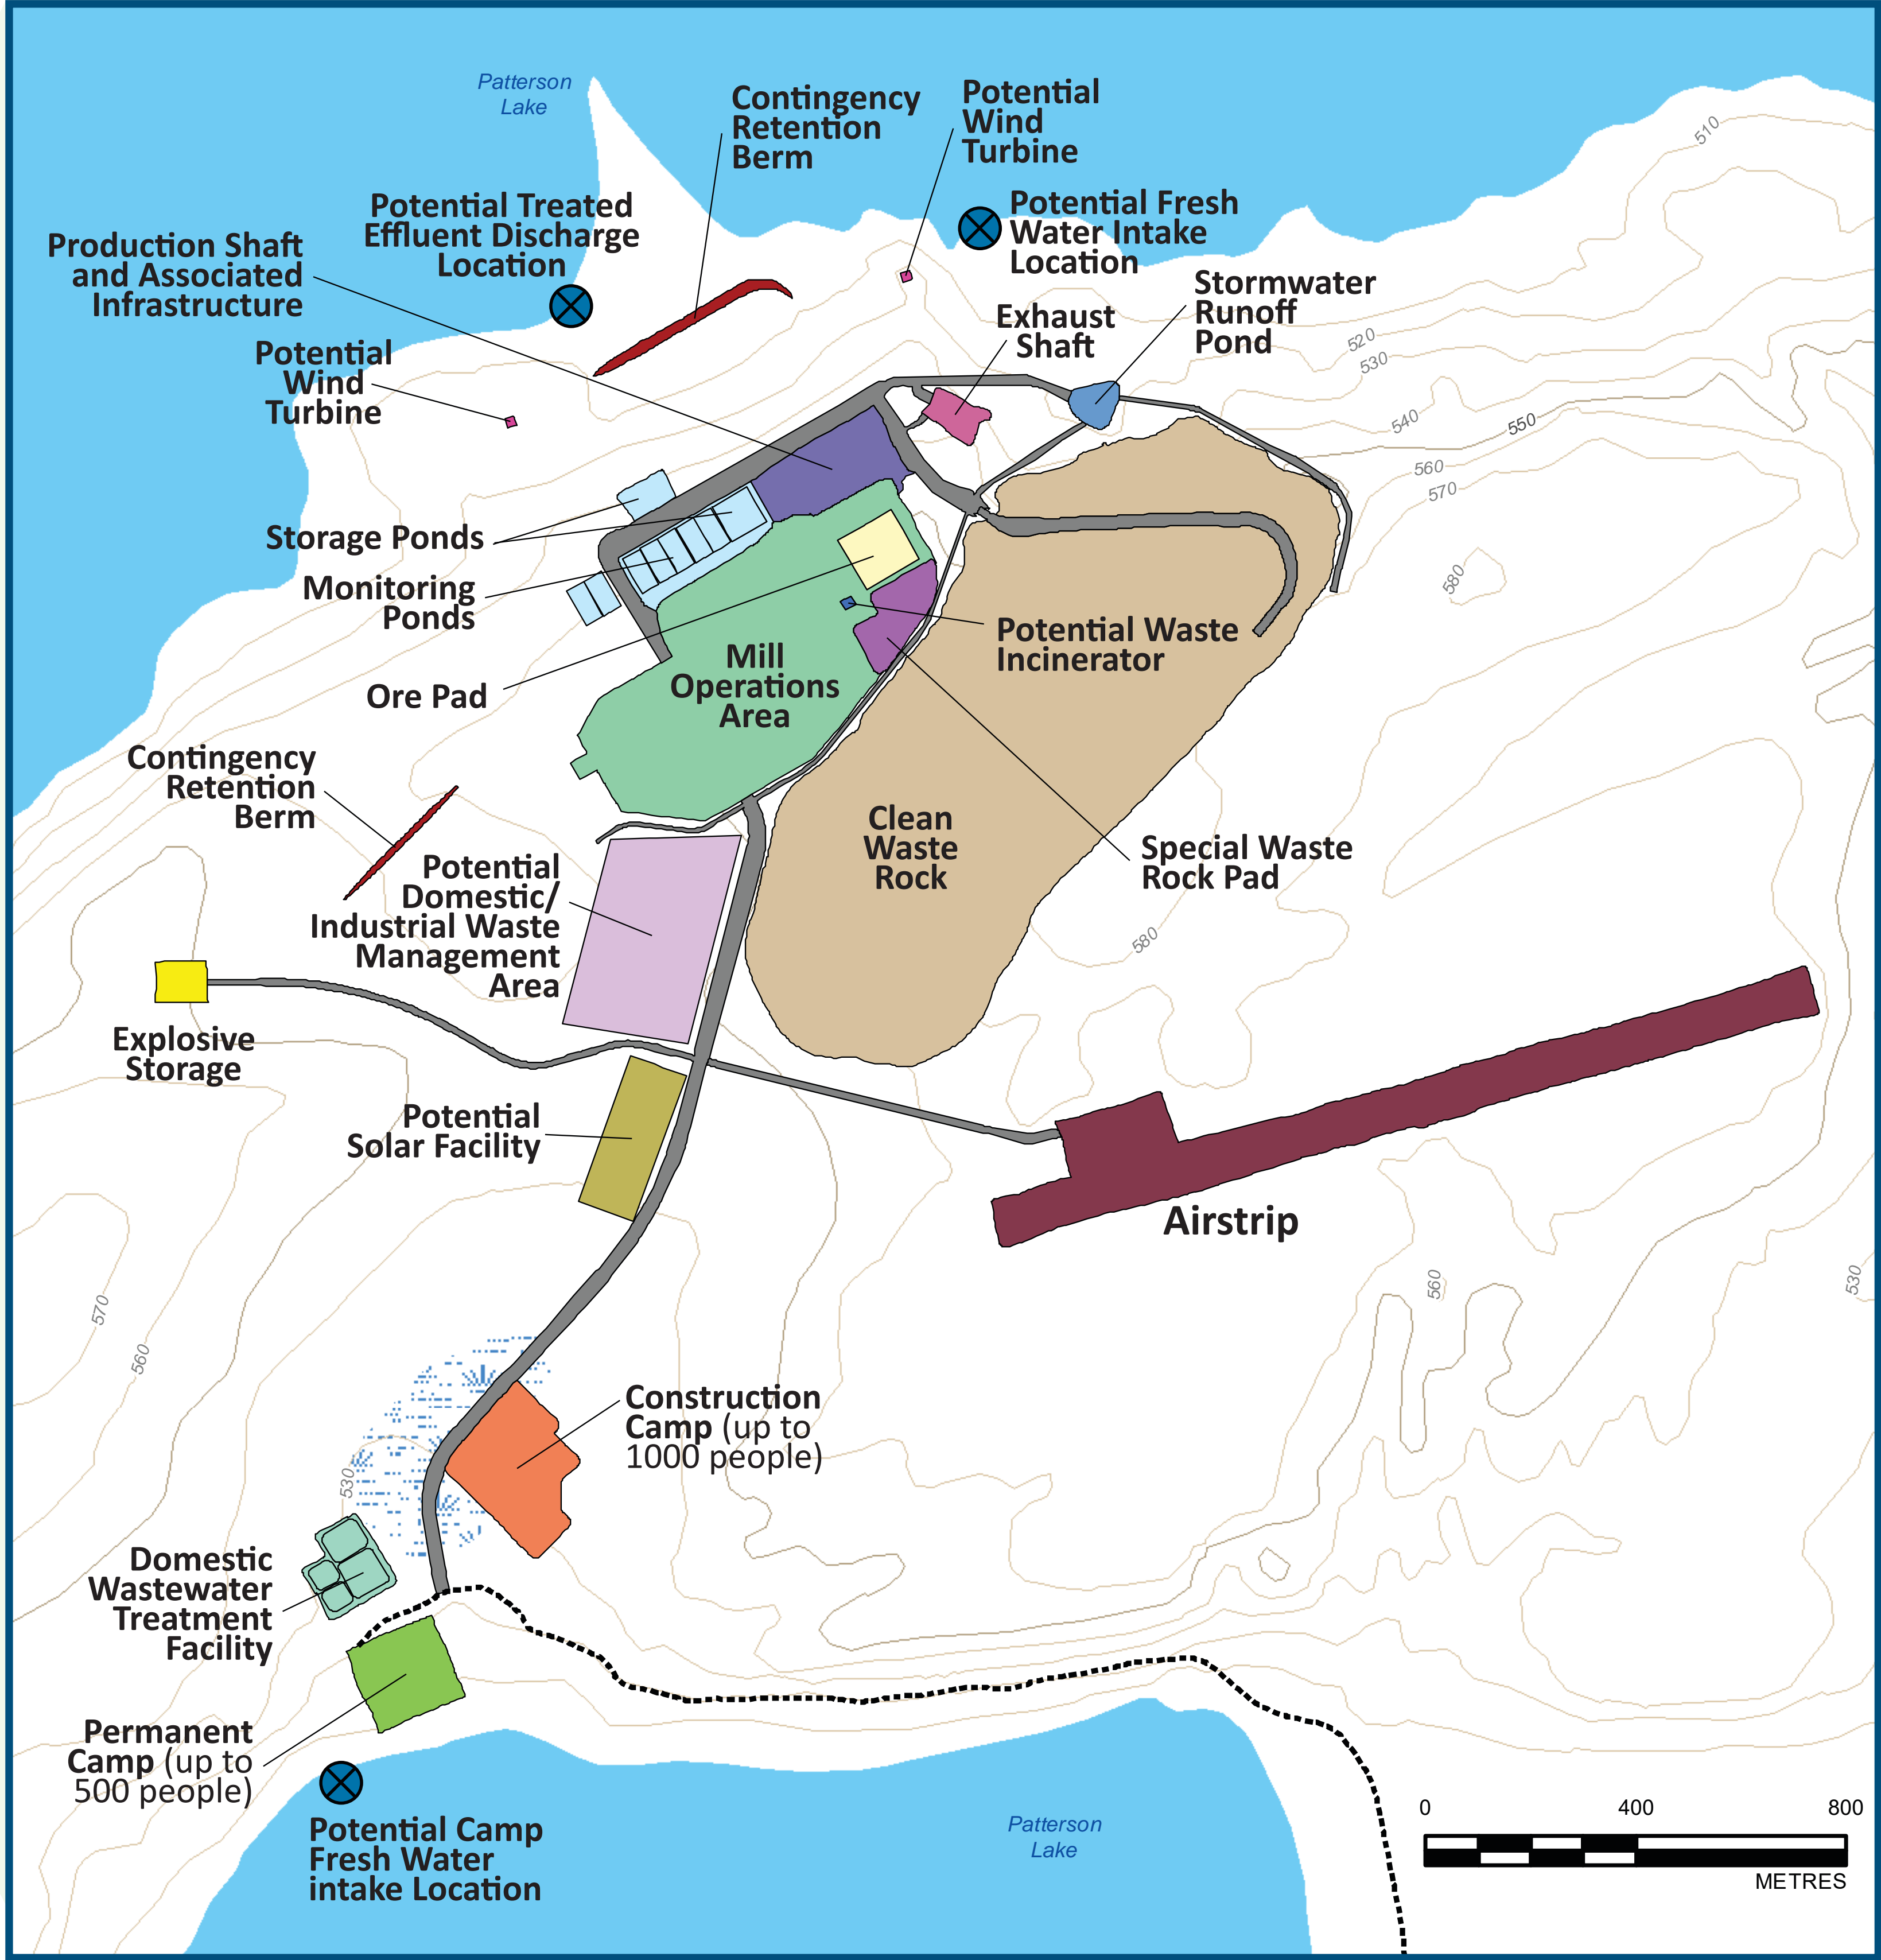 Patterson
Lake
Contingency
Retention
Berm
Potential
Wind
Turbine
Potential Treated
Effluent Discharge
Location
Potential Fresh
Water Intake
Location
Production Shaft
and Associated
Infrastructure
Stormwater
Runoff
Pond
Exhaust
Shaft
Potential
Wind
Turbine
510
520
530
540
550
560
570
580
Storage Ponds
Monitoring
Ponds
Ore Pad
Mill
Operations
Area
Potential Waste
Incinerator
Contingency
Retention
Berm
Clean
Waste
Rock
Special Waste
Rock Pad
Potential
Domestic/
Industrial Waste
Management
Area
580
Explosive
Storage
Potential
Solar Facility
Airstrip
570
560
560
530
Construction
Camp (up to
1000 people)
530
Domestic
Wastewater
Treatment
Facility
Permanent
Camp (up to
500 people)
Potential Camp
Fresh Water
intake Location
Patterson
Lake
0 400 800
METRES